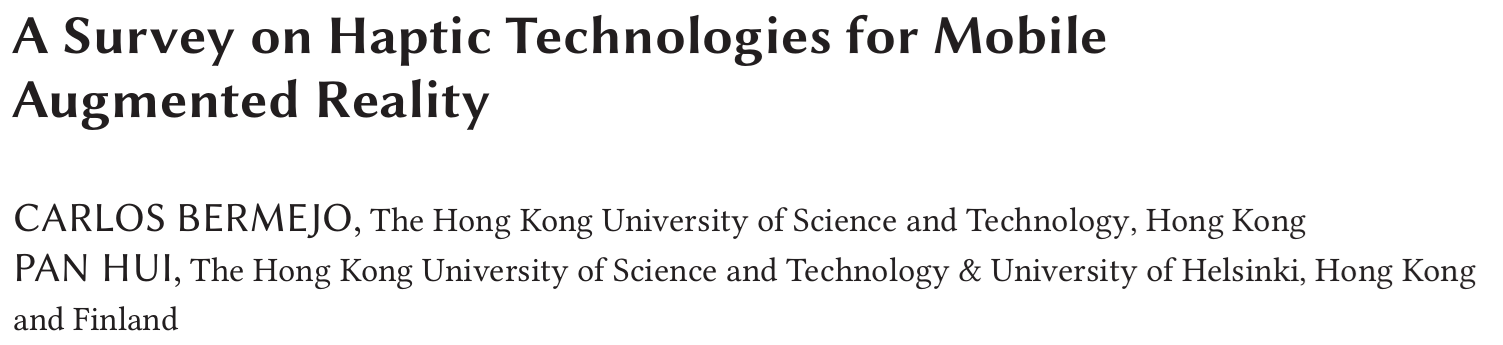 A Survey on Haptic Technologies for Mobile
Augmented Reality
CARLOS BERMEJO, The Hong Kong University of Science and Technology, Hong Kong
PAN HUI, The Hong Kong University of Science and Technology & University of Helsinki, Hong Kong
and Finland